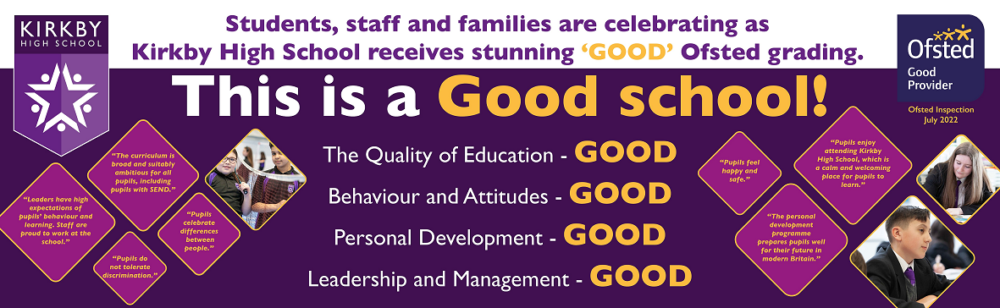 KIRKBY
HIGH SCHOOL
Students, staff and families are celebrating as
Kirkby High School receives stunning ‘GOOD’ Ofsted grading.
Ofsted
Good
Provider
Ofsted Inspection
July 2022
This is a Good school!
The Quality of Education - GOOD
Behaviour and Attitudes - GOOD
Personal Development - GOOD
Leadership and Management - GOOD
“Leaders have high
expectations of
pupils’ behaviour and
learning. Staff are
proud to work at the
school.”
“The curriculum is
broad and suitably
ambitious for all
pupils, including
pupils with SEND.”
“Pupils do
not tolerate
discrimination.”
“Pupils
celebrate
differences
between
people.”
“Pupils feel
happy and
safe.”
“Pupils enjoy
attending Kirkby
High School, which is
a calm and welcoming
place for pupils to
learn.”
“The personal
development
programme
prepares pupils well
for their future in
modern Britain.”